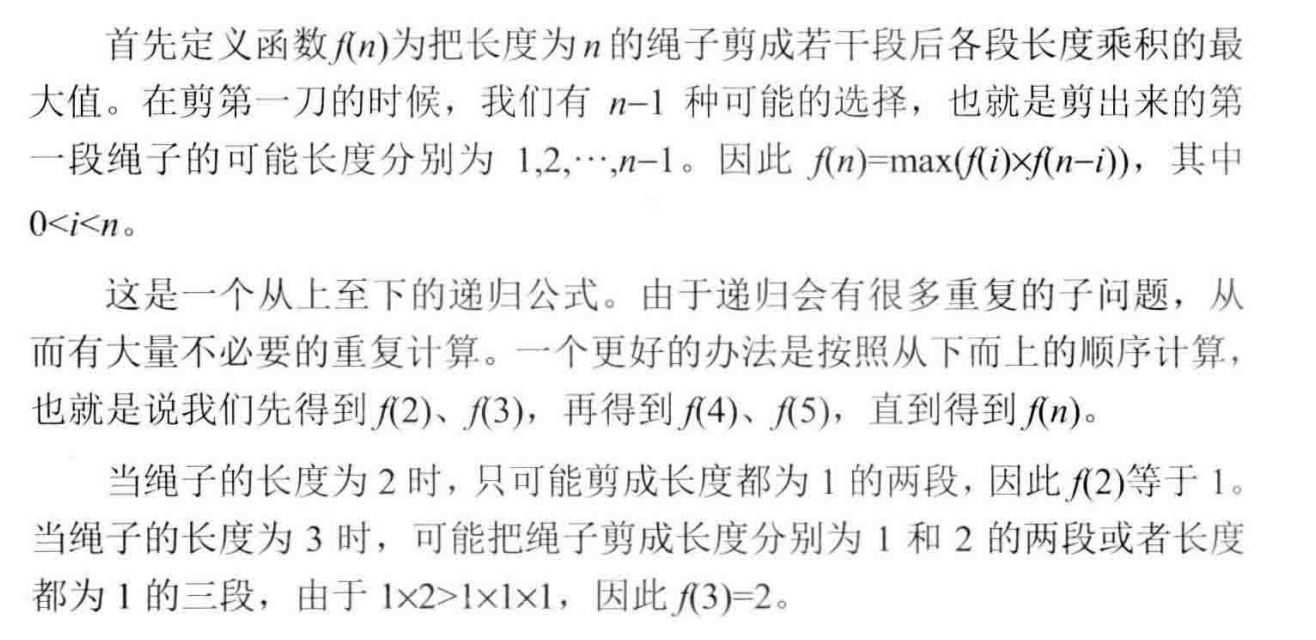 首先定义函数f(n)为把长度为n的绳子剪成若干段后各段长度乘积的最
大值。在剪第一刀的时候，我们有 n−1 种可能的选择，也就是剪出来的第
一段绳子的可能长度分别为 1,2,⋯,n−1。因此 f(n)=max(f(i)×f(n−i))，其中
0<i<n。
这是一个从上至下的递归公式。由于递归会有很多重复的子问题，从
而有大量不必要的重复计算。一个更好的办法是按照从下而上的顺序计算，
也就是说我们先得到f(2)、f(3)，再得到f(4)、f(5)，直到得到f(n)。
当绳子的长度为 2 时，只可能剪成长度都为 1 的两段，因此f(2)等于 1。
当绳子的长度为 3 时，可能把绳子剪成长度分别为 1 和 2 的两段或者长度
都为 1 的三段，由于 1×2>1×1×1，因此f(3)=2。